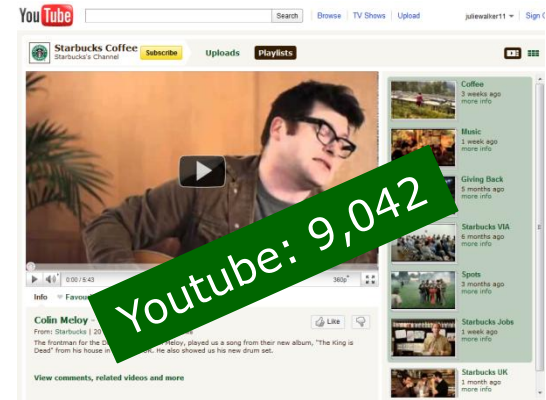 YouTube Search Browse TV Shows Upload juliewalker11 Sign
Starbucks Coffee Subscribe Uploads Playlists
Starbucks's Channel
Coffee
3 weeks ago
more info
Music
1 week ago
more info
Giving Back
5 months ago
more info
Starbucks VIA
6 months ago
more info
Spots
3 months ago
more info
Starbucks Jobs
1 week ago
more info
Starbucks UK
1 month ago
more info
Youtube: 9,042
0:00 / 5:43 360p
Info
Colin Meloy -
Like
From: Starbucks | 20
The frontman for the Meloy, played us a song from their new album, "The King is
Dead" from his house in He also showed us his new drum set.
View comments, related videos and more